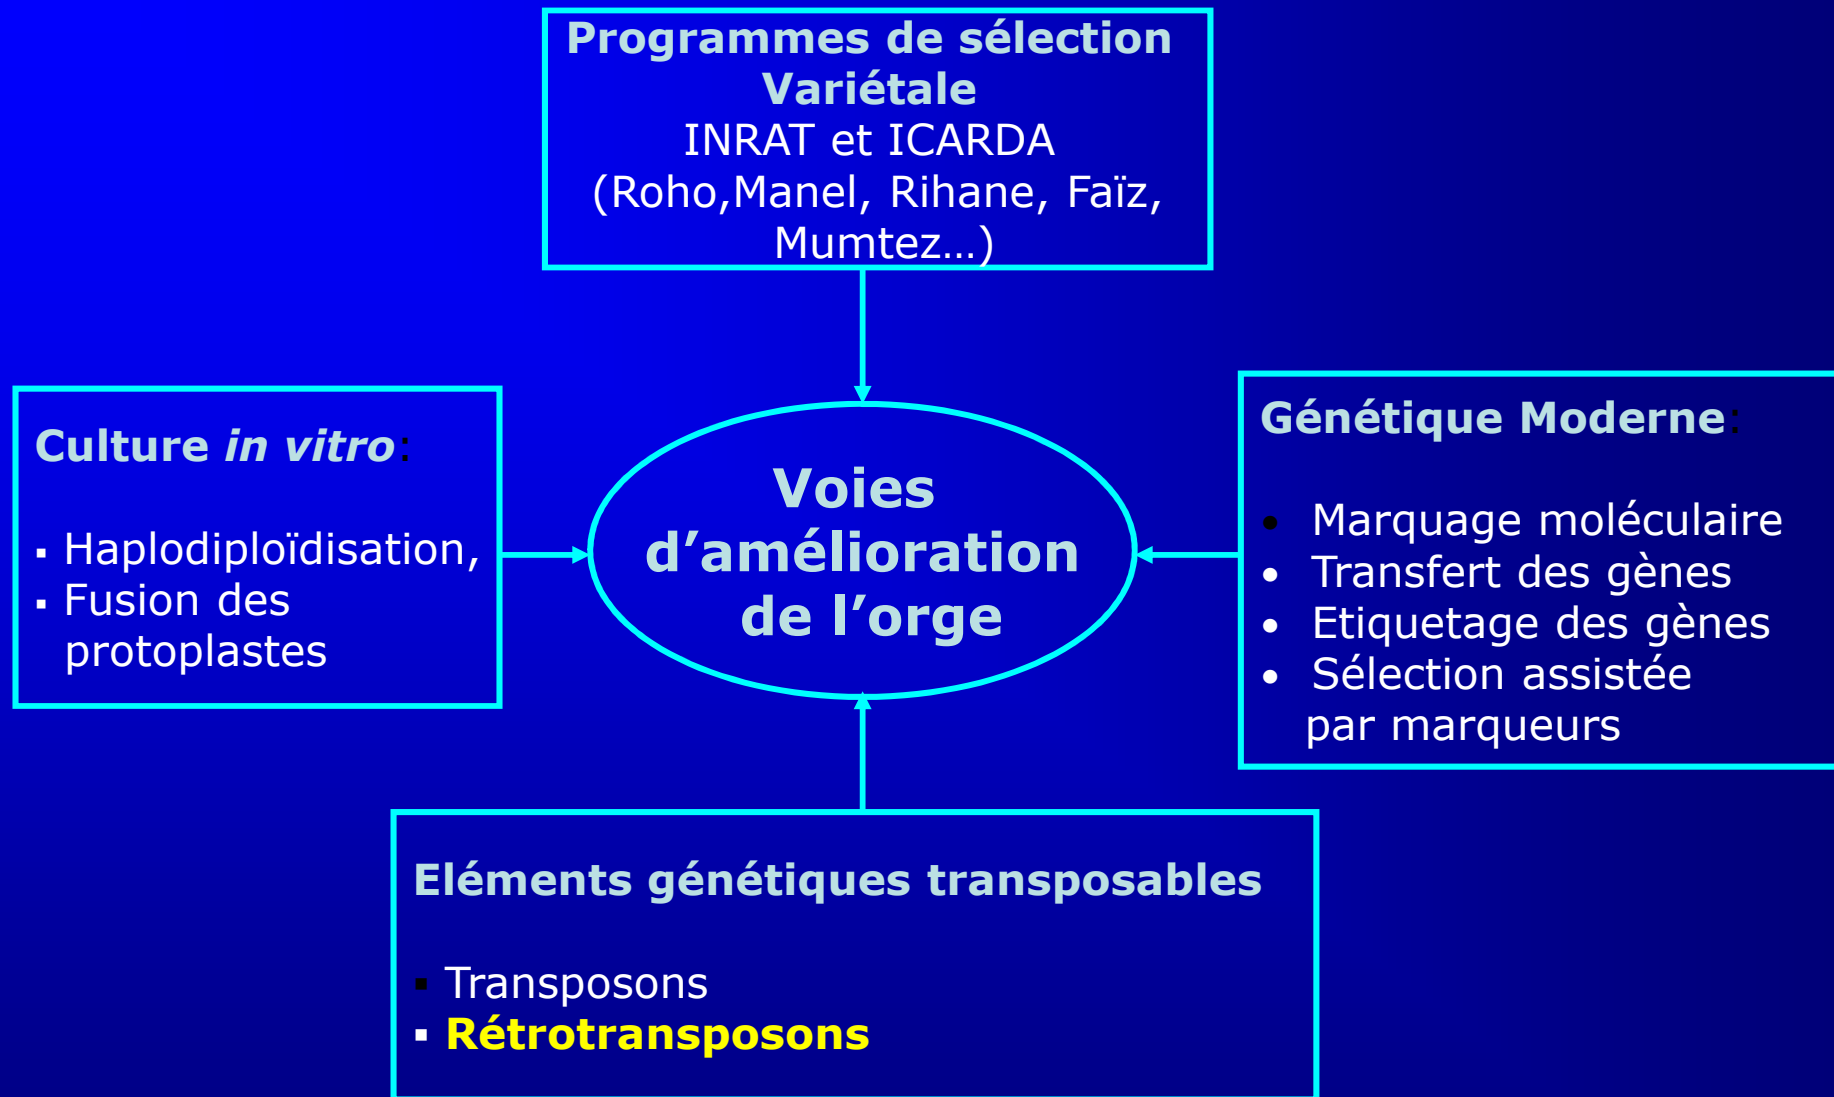 Programmes de sélection
Variétale
INRAT et ICARDA
(Roho,Manel, Rihane, Faïz,
Mumtez…)
Culture in vitro:
▪ Haplodiploïdisation,
▪ Fusion des
protoplastes
Voies
d’amélioration
de l’orge
Génétique Moderne:
• Marquage moléculaire
• Transfert des gènes
• Etiquetage des gènes
• Sélection assistée
par marqueurs
Eléments génétiques transposables
▪ Transposons
▪ Rétrotransposons